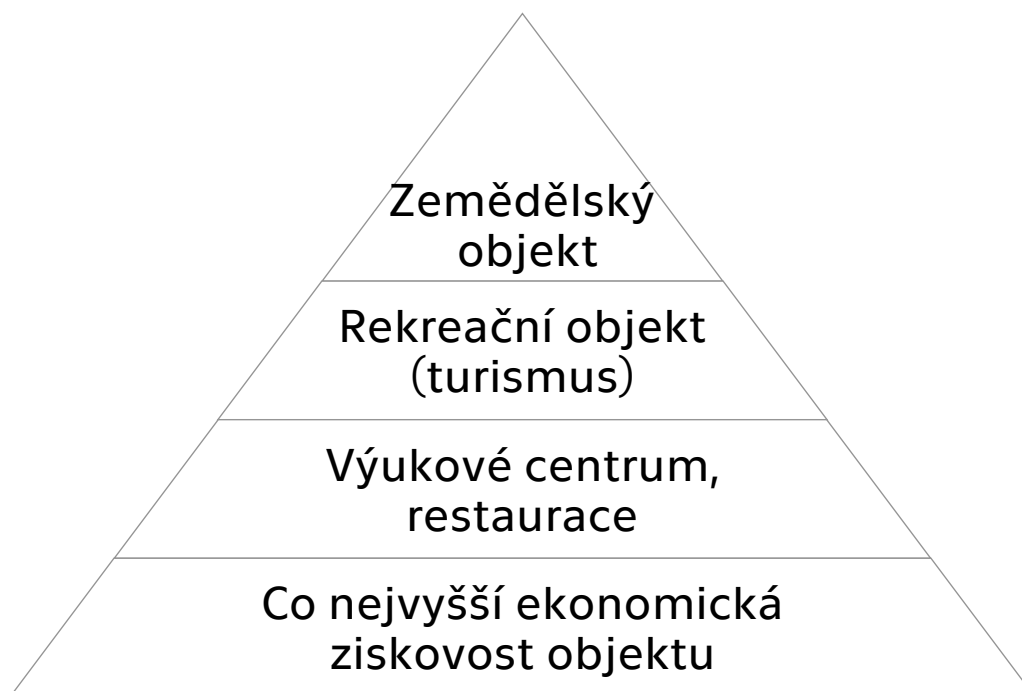 Zemědělský
objekt
Rekreační objekt
(turismus)
Výukové centrum,
restaurace
Co nejvyšší ekonomická
ziskovost objektu